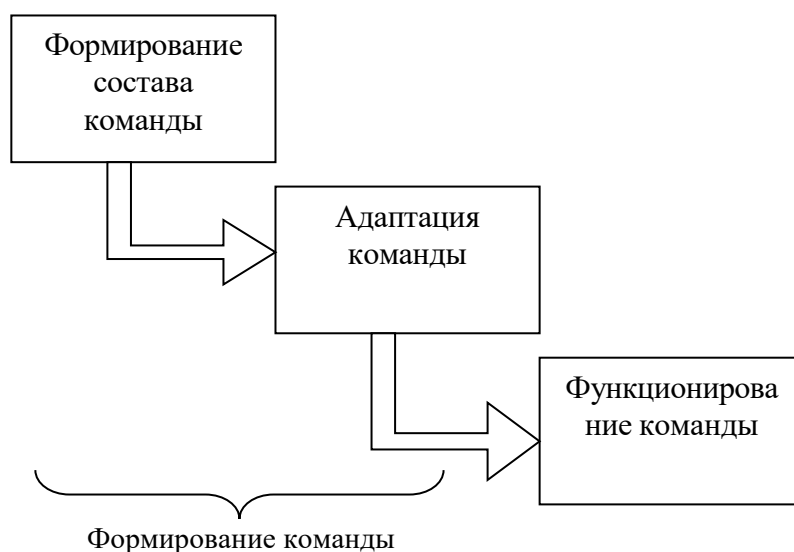 Формирование
состава
команды
Адаптация
команды
Функционирова
ние команды
Формирование команды